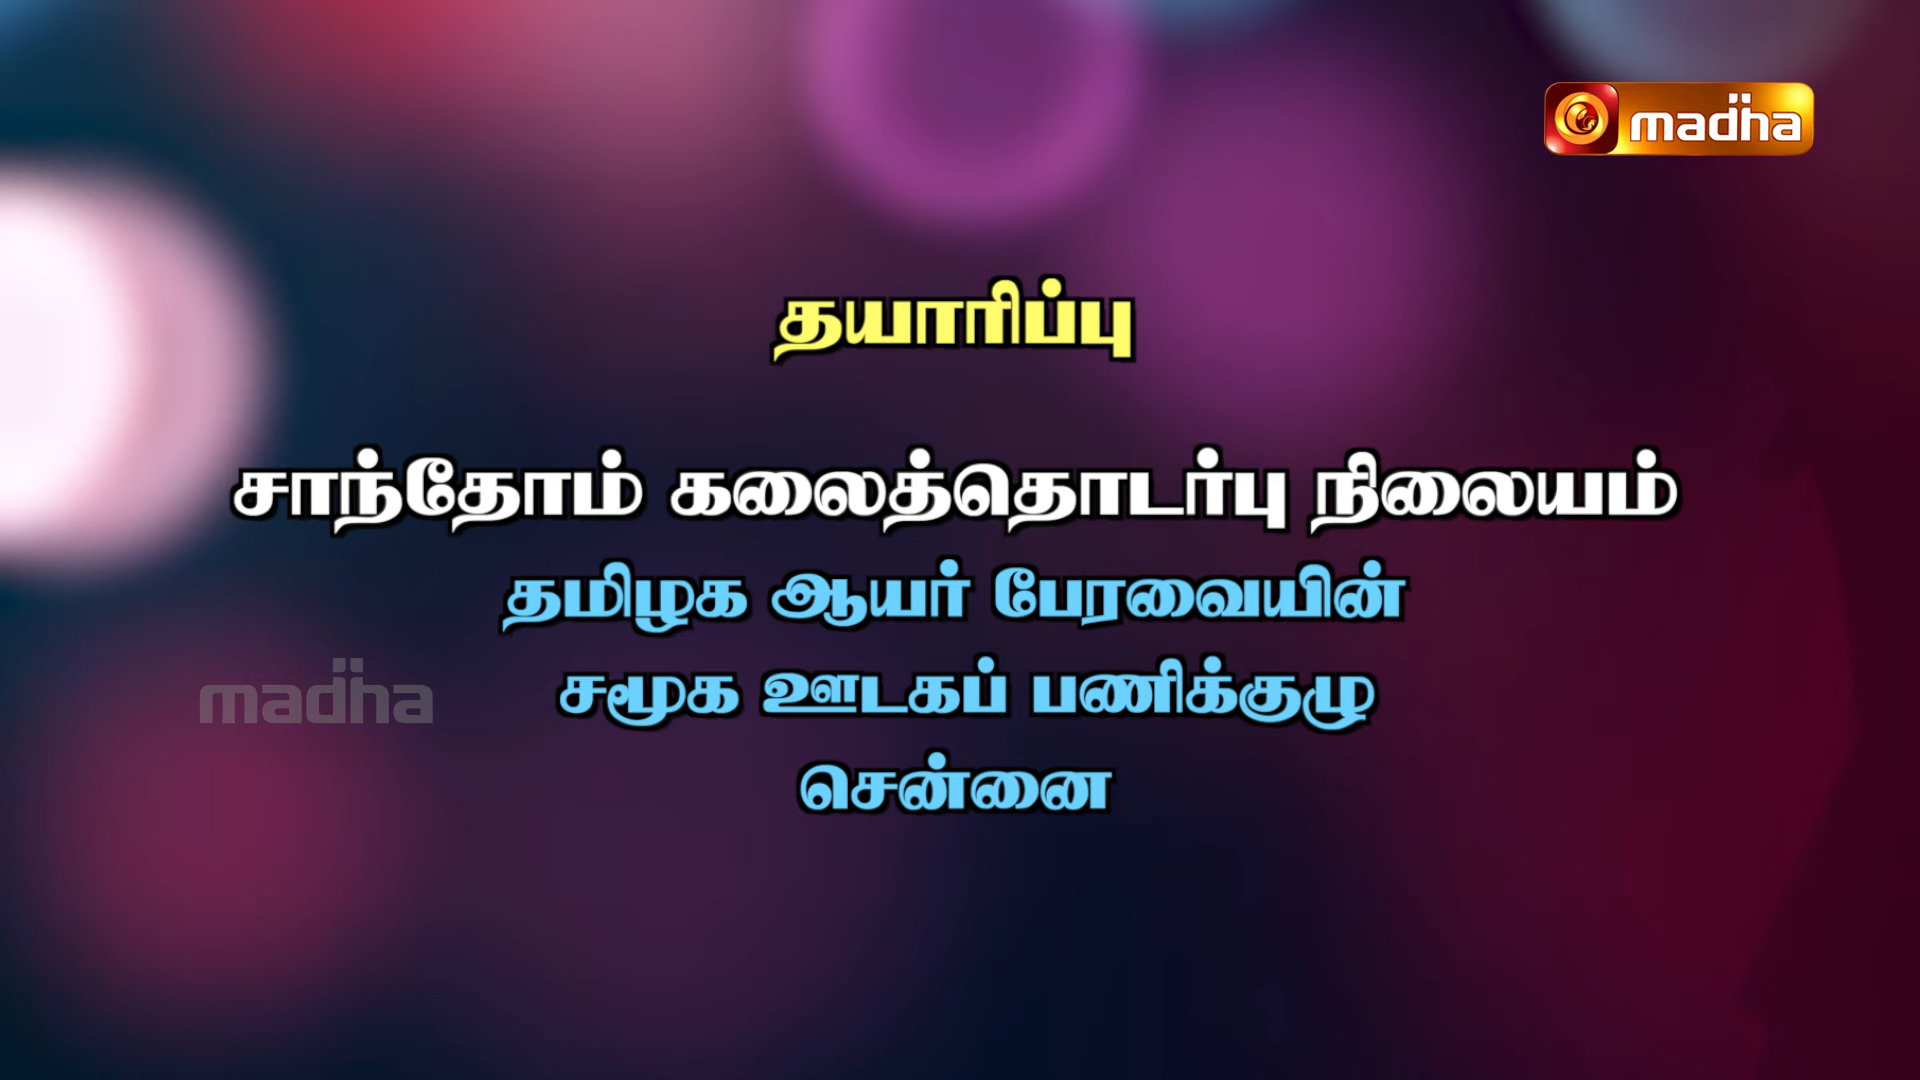 madha
தயாரிப்பு
சாந்தோம் கலைத்தொடர்பு நிலையம்
தமிழக ஆயர் பேரவையின்
சமூக ஊடகப் பணிக்குழு
madha
சென்னை